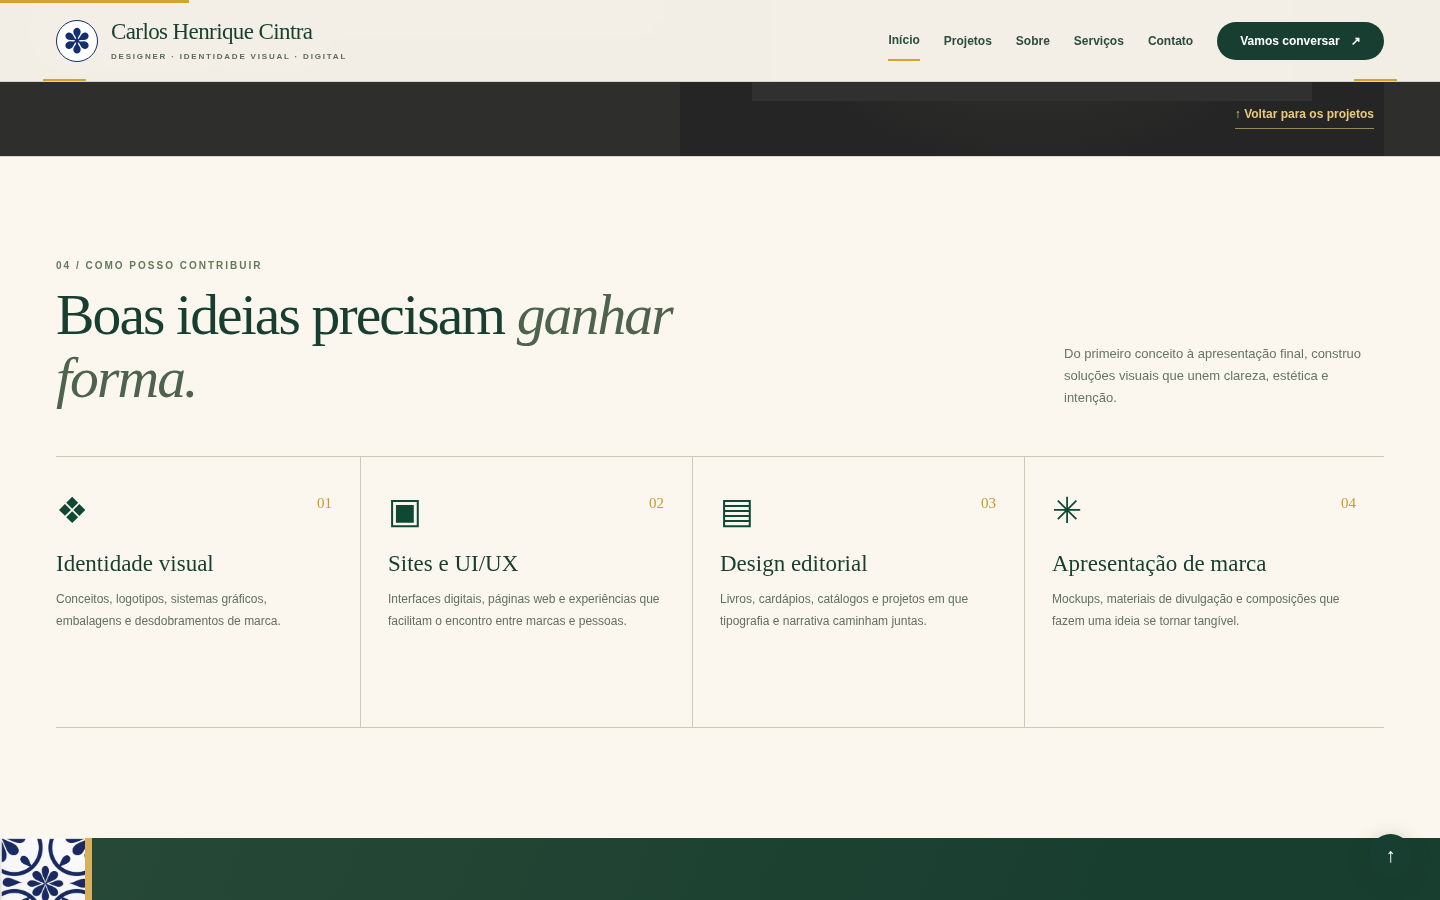 Carlos Henrique Cintra
DESIGNER · IDENTIDADE VISUAL · DIGITAL
Início
Projetos
Sobre
Serviços
Contato
Vamos conversar ↗
↑ Voltar para os projetos
04 / COMO POSSO CONTRIBUIR
Boas ideias precisam ganhar
forma.
Do primeiro conceito à apresentação final, construo
soluções visuais que unem clareza, estética e
intenção.
01
Identidade visual
Conceitos, logotipos, sistemas gráficos,
embalagens e desdobramentos de marca.
02
Sites e UI/UX
Interfaces digitais, páginas web e experiências que
facilitam o encontro entre marcas e pessoas.
03
Design editorial
Livros, cardápios, catálogos e projetos em que
tipografia e narrativa caminham juntas.
04
Apresentação de marca
Mockups, materiais de divulgação e composições que
fazem uma ideia se tornar tangível.
↑